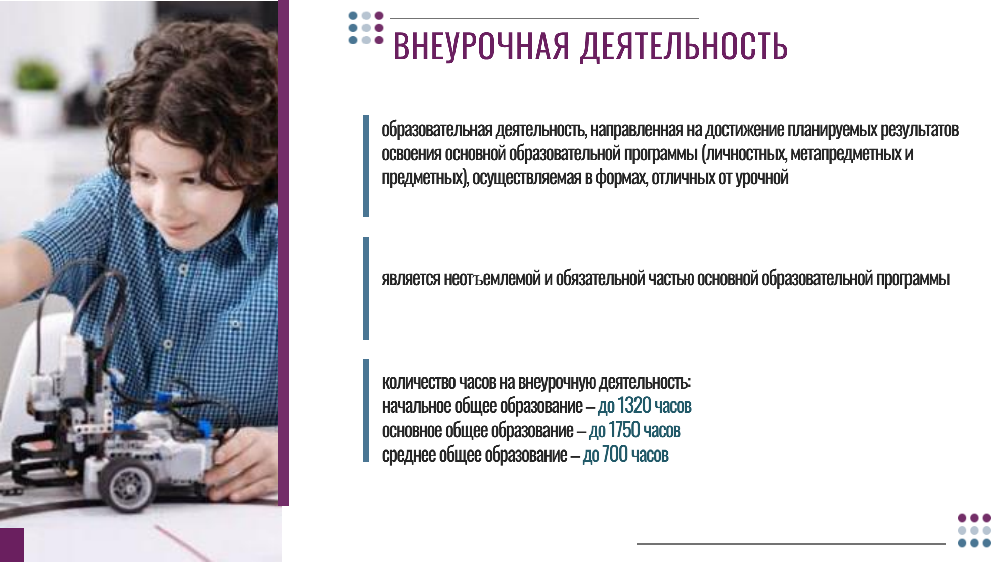 ВНЕУРОЧНАЯ ДЕЯТЕЛЬНОСТЬ
образовательная деятельность, направленная на достижение планируемых результатов
освоения основной образовательной программы (личностных, метапредметных и
предметных), осуществляемая в формах, отличных от урочной
является неотъемлемой и обязательной частью основной образовательной программы
количество часов на внеурочную деятельность:
начальное общее образование – до 1320 часов
основное общее образование – до 1750 часов
среднее общее образование – до 700 часов